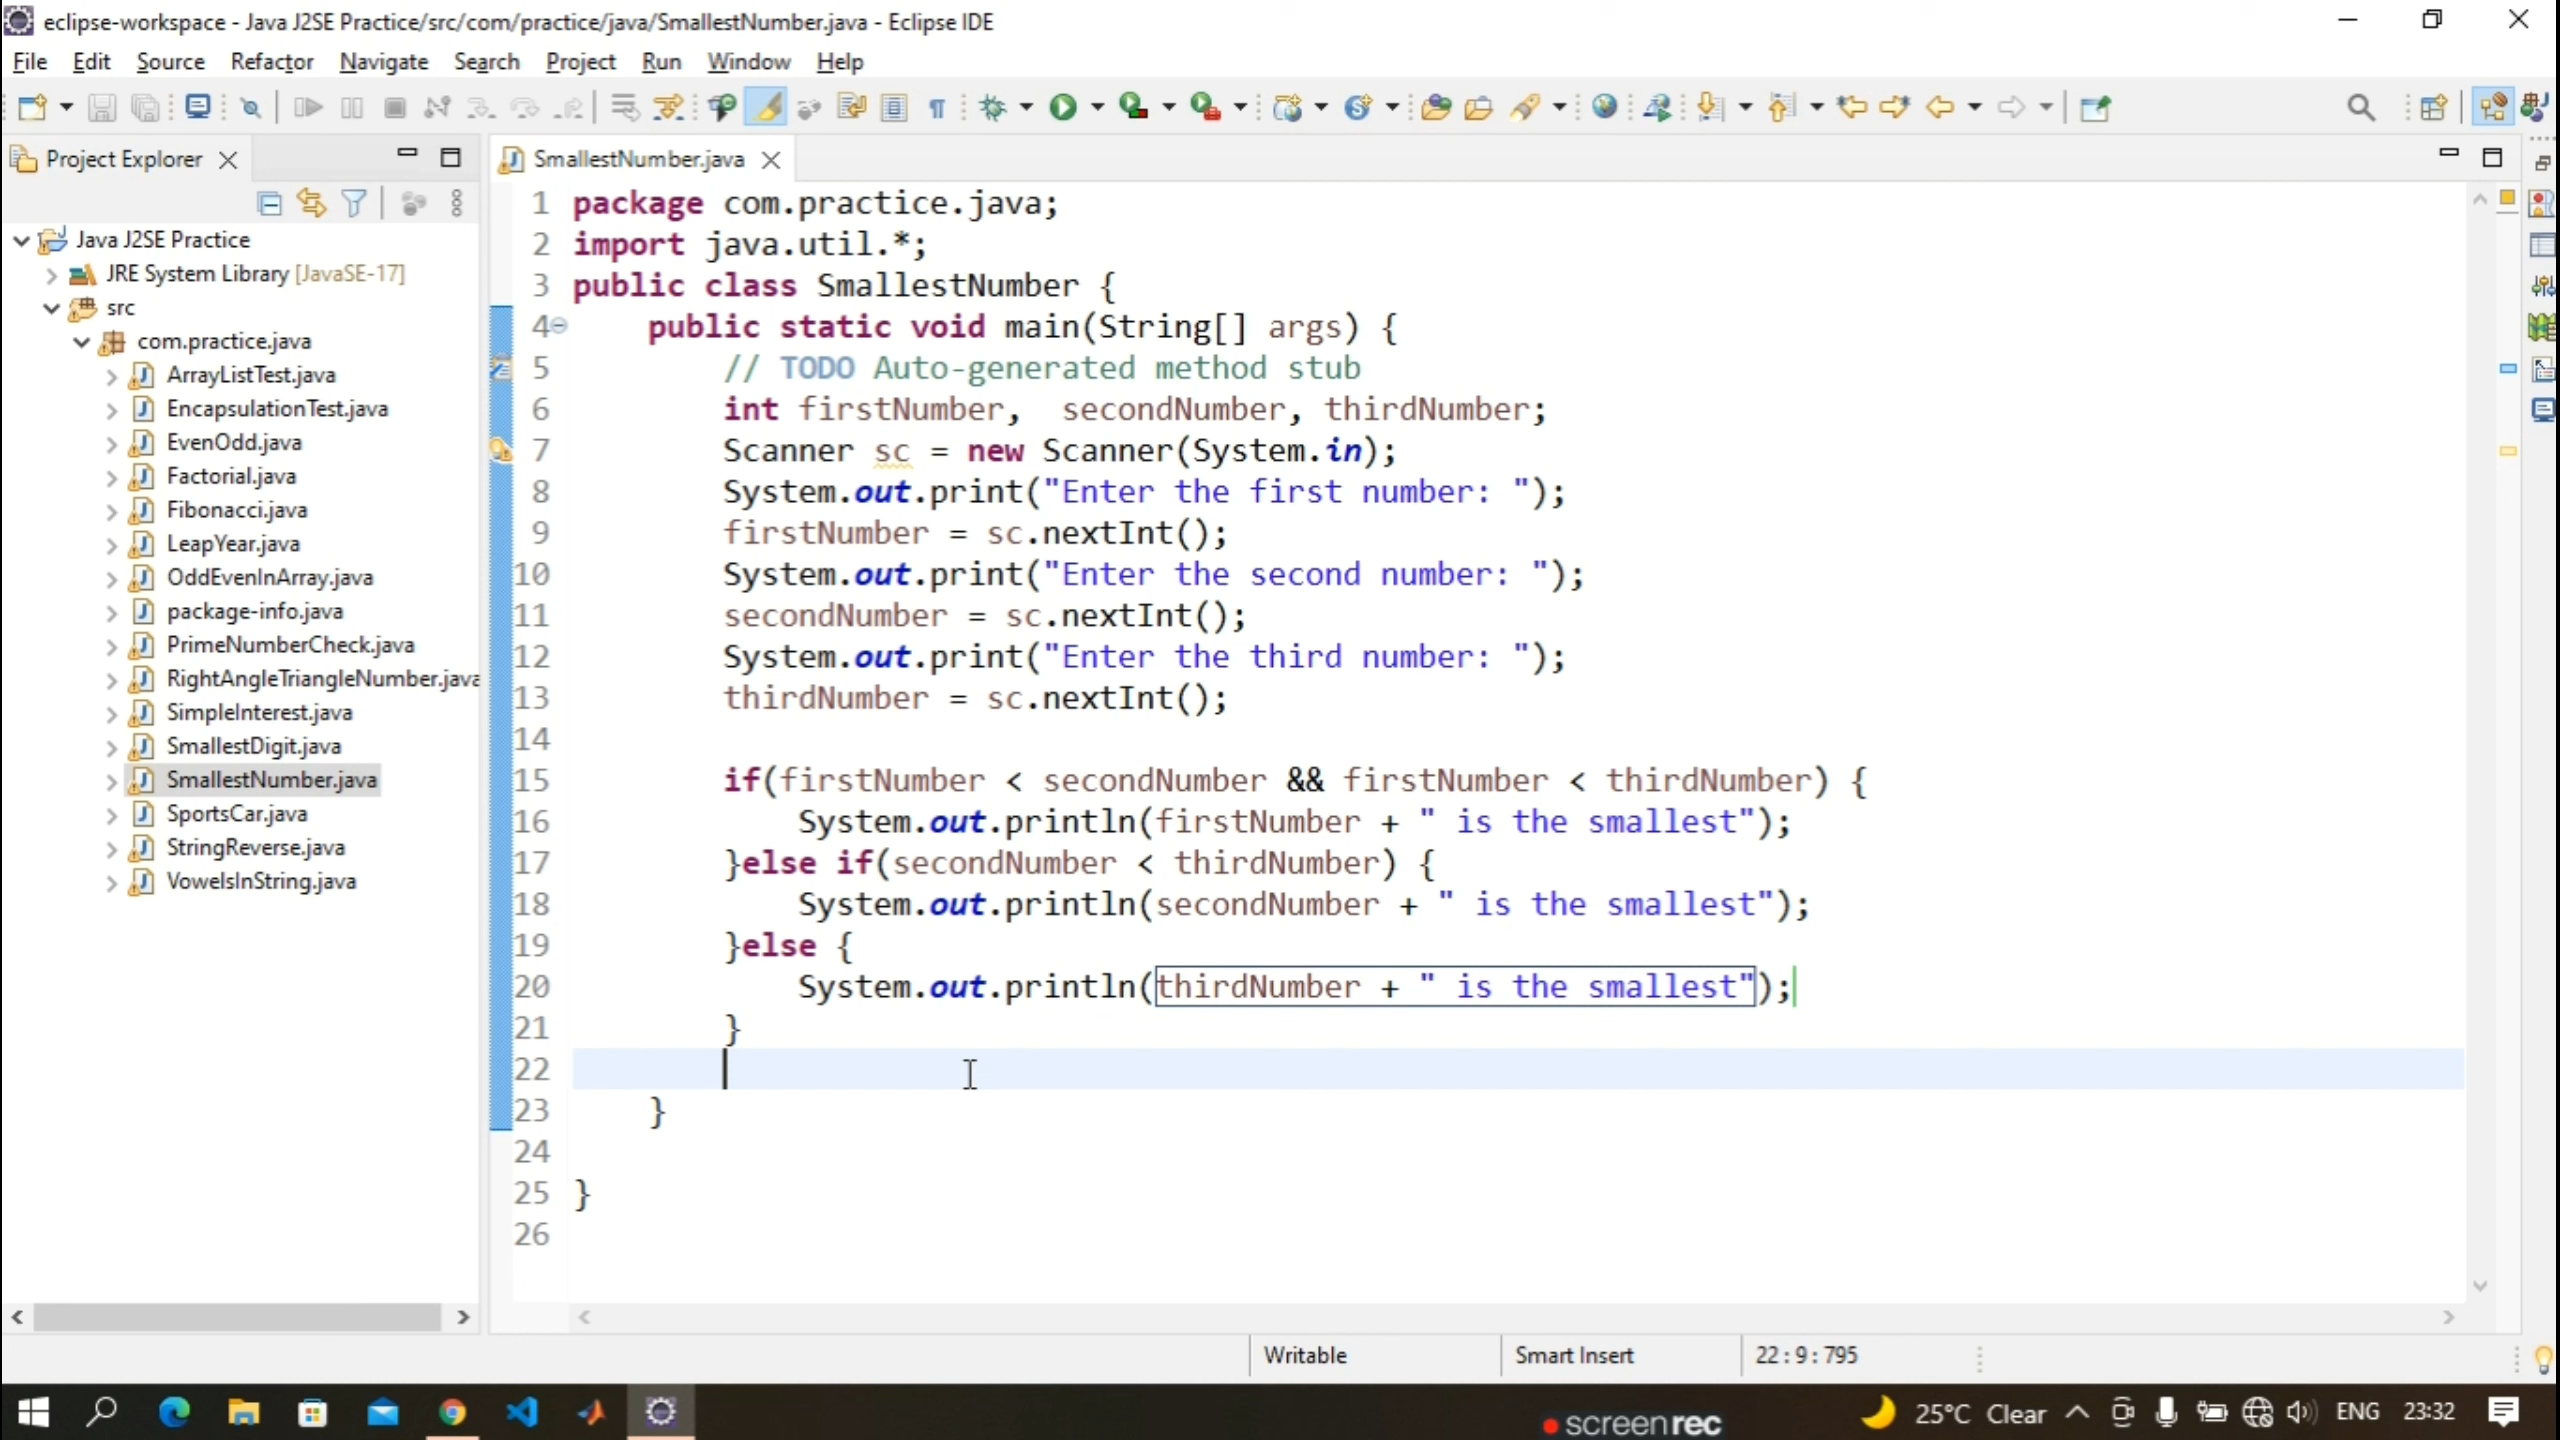 eclipse-workspace - Java J2SE Practice/src/com/practice/java/SmallestNumber.java - Eclipse IDE
File Edit Source Refactor Navigate Search Project Run Window Help
Project Explorer
SmallestNumber.java
Java J2SE Practice
JRE System Library [JavaSE-17]
src
com.practice.java
ArrayListTest.java
EncapsulationTest.java
EvenOdd.java
Factorial.java
Fibonacci.java
LeapYear.java
OddEvenInArray.java
package-info.java
PrimeNumberCheck.java
RightAngleTriangleNumber.java
SimpleInterest.java
SmallestDigit.java
SmallestNumber.java
SportsCar.java
StringReverse.java
VowelsInString.java
1 package com.practice.java;
2 import java.util.*;
3 public class SmallestNumber {
4 public static void main(String[] args) {
5 // TODO Auto-generated method stub
6 int firstNumber,  secondNumber, thirdNumber;
7 Scanner sc = new Scanner(System.in);
8 System.out.print("Enter the first number: ");
9 firstNumber = sc.nextInt();
10 System.out.print("Enter the second number: ");
11 secondNumber = sc.nextInt();
12 System.out.print("Enter the third number: ");
13 thirdNumber = sc.nextInt();
14
15 if(firstNumber < secondNumber && firstNumber < thirdNumber) {
16 System.out.println(firstNumber + " is the smallest");
17 }else if(secondNumber < thirdNumber) {
18 System.out.println(secondNumber + " is the smallest");
19 }else {
20 System.out.println(thirdNumber + " is the smallest");
21 }
22
23 }
24
25 }
26
Writable Smart Insert 22 : 9 : 795
screenrec
25°C Clear ENG 23:32